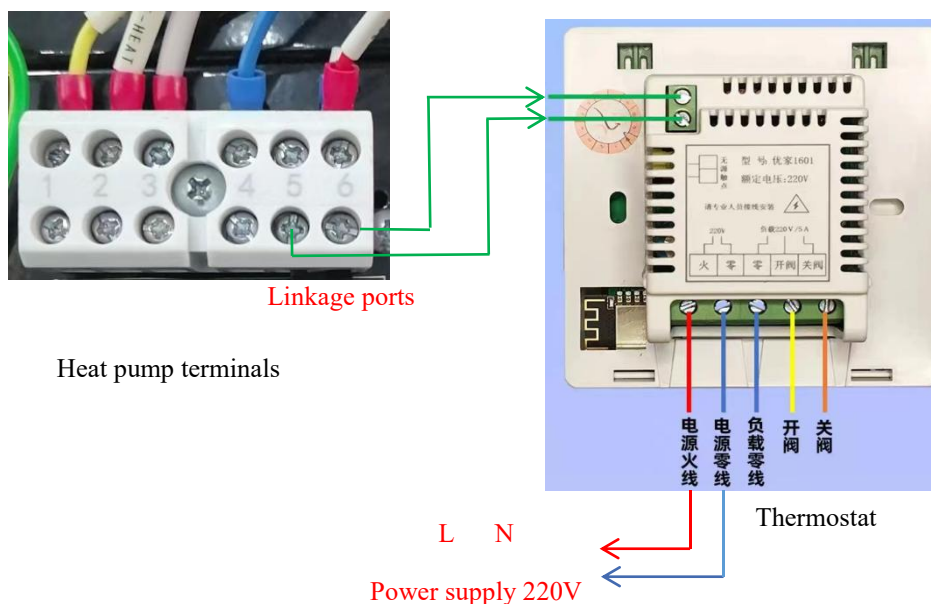 -HEAT
1 2 3 4 5 6
Linkage ports
Heat pump terminals
无源触点
型 号:优家1601
额定电压:220V
请专业人员接线安装
220V 负载220V/5A
火 零 零 开阀 关阀
电源火线
电源零线
负载零线
开阀
关阀
Thermostat
L N
Power supply 220V